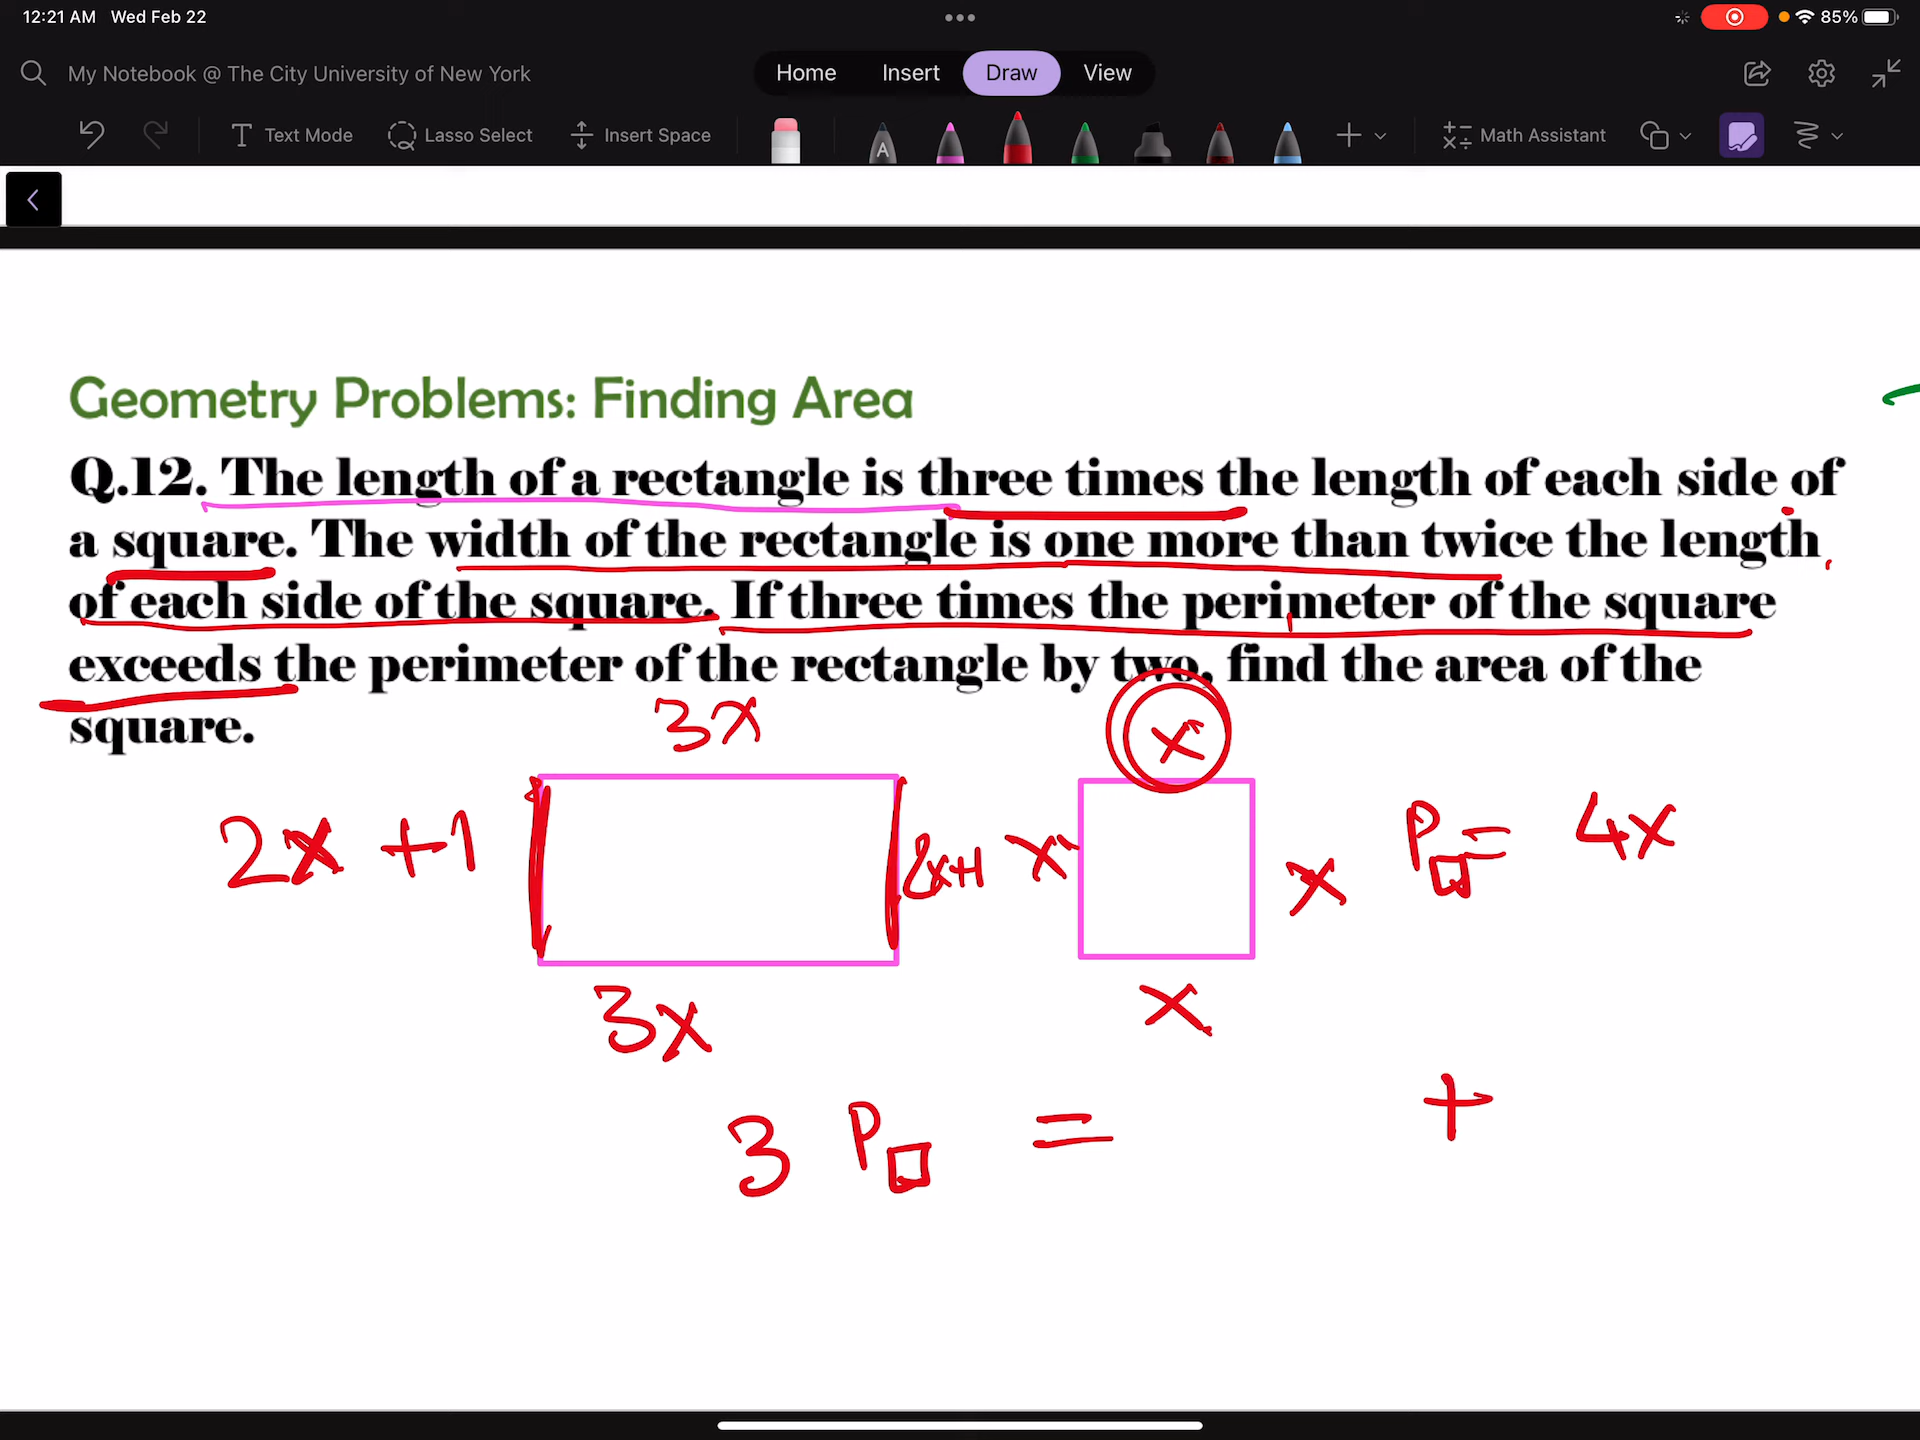 12:21 AM Wed Feb 22
85%
My Notebook @ The City University of New York
Home Insert Draw View
Text Mode Lasso Select Insert Space A Math Assistant
Geometry Problems: Finding Area
Q.12. The length of a rectangle is three times the length of each side of
a square. The width of the rectangle is one more than twice the length
of each side of the square. If three times the perimeter of the square
exceeds the perimeter of the rectangle by two, find the area of the
square.
3x x
2x +1 2x+1 x x P□= 4x
3x x
3 P□ = +